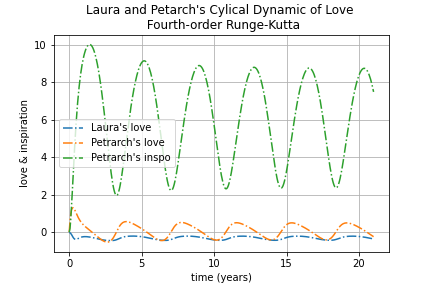 Laura and Petarch's Cylical Dynamic of Love
Fourth-order Runge-Kutta
10
8
6
4
2
0
love & inspiration
Laura's love
Petrarch's love
Petrarch's inspo
0
5
10
15
20
time (years)